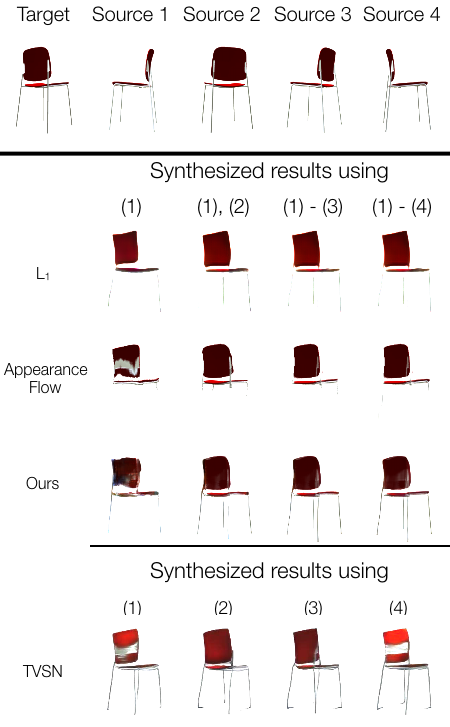 Target Source 1 Source 2 Source 3 Source 4
Synthesized results using
(1) (1), (2) (1) - (3) (1) - (4)
L₁
Appearance
Flow
Ours
Synthesized results using
(1) (2) (3) (4)
TVSN